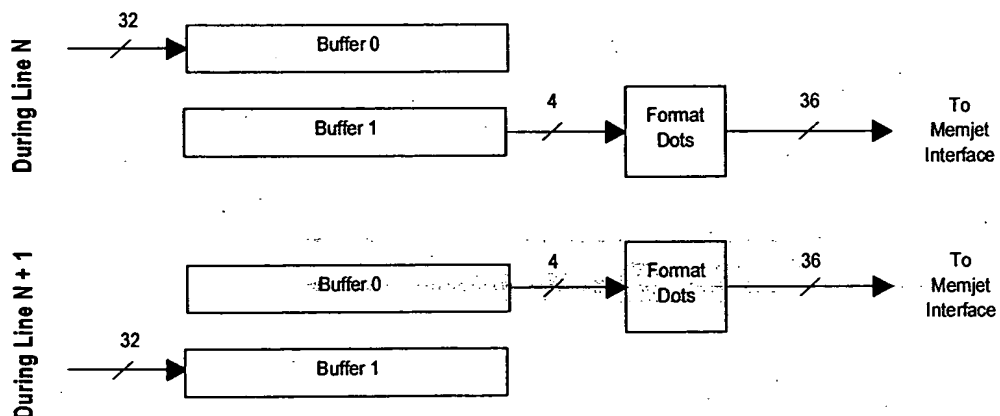 During Line N
32
Buffer 0
Buffer 1
4
Format
Dots
36
To
Memjet
Interface
During Line N + 1
Buffer 0
4
Format
Dots
36
To
Memjet
Interface
32
Buffer 1